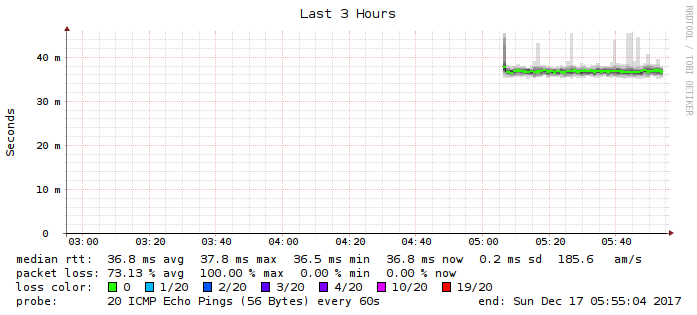 Last 3 Hours
RRDTOOL / TOBI OETIKER
Seconds
40 m
30 m
20 m
10 m
0
03:00 03:20 03:40 04:00 04:20 04:40 05:00 05:20 05:40
median rtt: 36.8 ms avg 37.8 ms max 36.5 ms min 36.8 ms now 0.2 ms sd 185.6 am/s
packet loss: 73.13 % avg 100.00 % max 0.00 % min 0.00 % now
loss color: 0 1/20 2/20 3/20 4/20 10/20 19/20
probe: 20 ICMP Echo Pings (56 Bytes) every 60s end: Sun Dec 17 05:55:04 2017